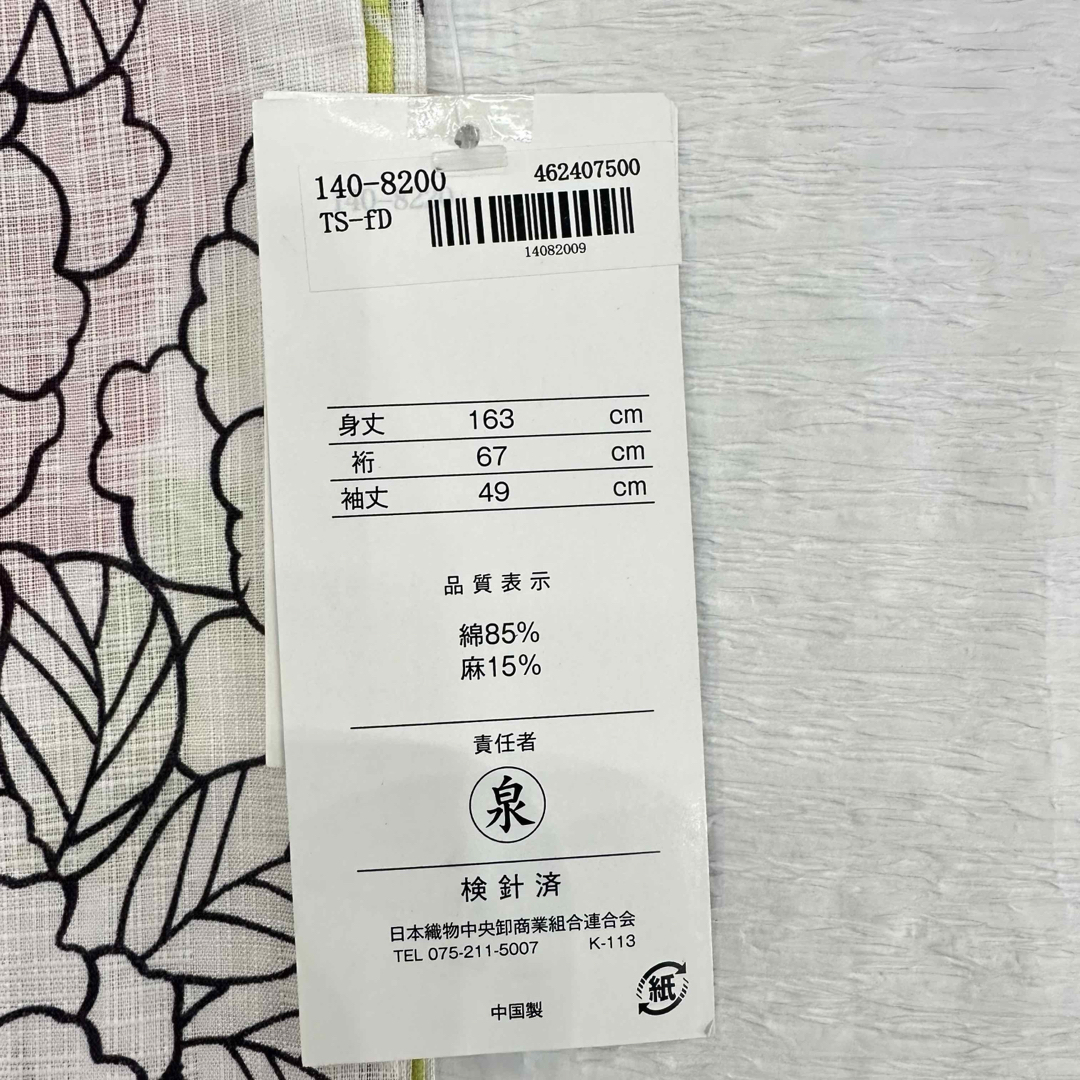 140-8200 462407500
TS-fD
14082009
身丈 163 cm
裄 67 cm
袖丈 49 cm
品質表示
綿85%
麻15%
責任者
泉
検針済
日本織物中央卸商業組合連合会
TEL 075-211-5007 K-113
紙
中国製